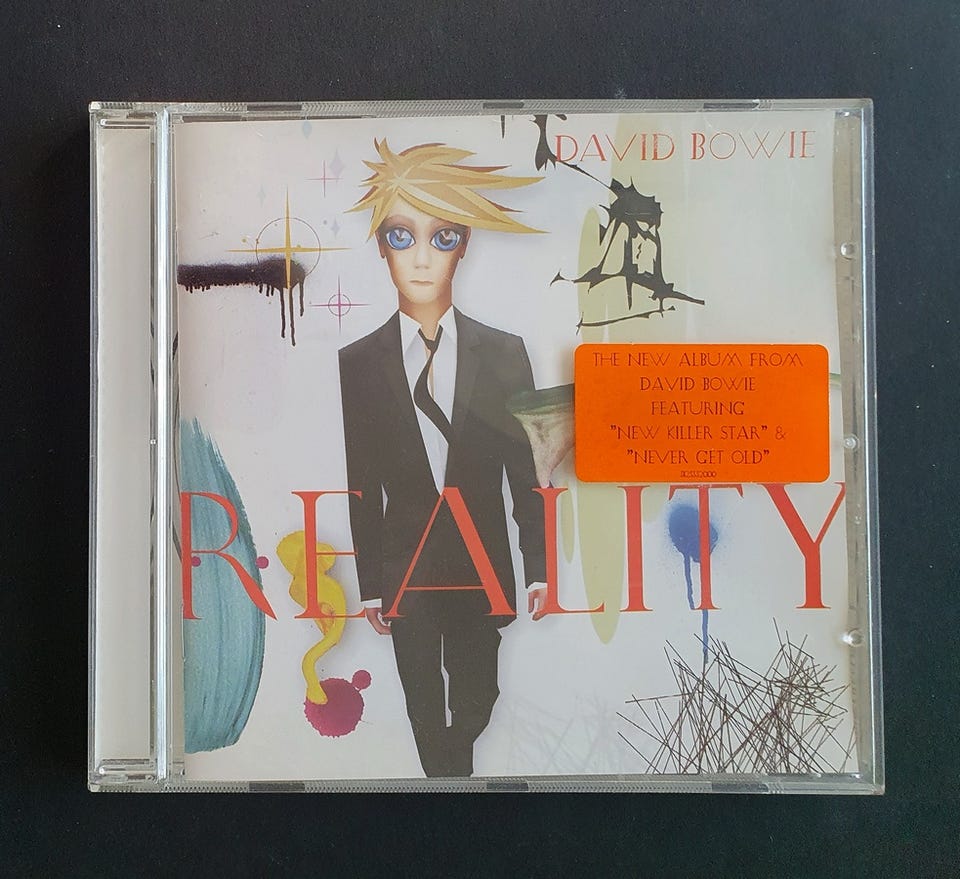 DAVID BOWIE
THE NEW ALBUM FROM
DAVID BOWIE
FEATURING
"NEW KILLER STAR" &
"NEVER GET OLD"
REALITY